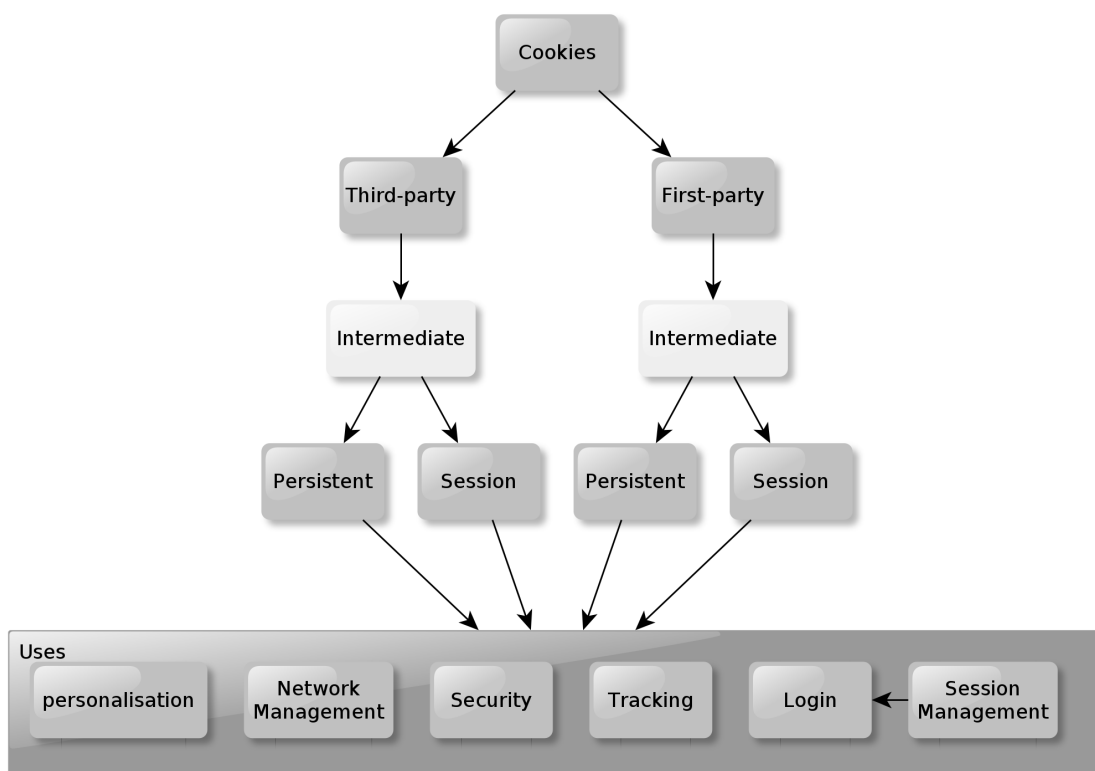 Cookies
Third-party
First-party
Intermediate
Intermediate
Persistent
Session
Persistent
Session
Uses
personalisation
Network
Management
Security
Tracking
Login
Session
Management